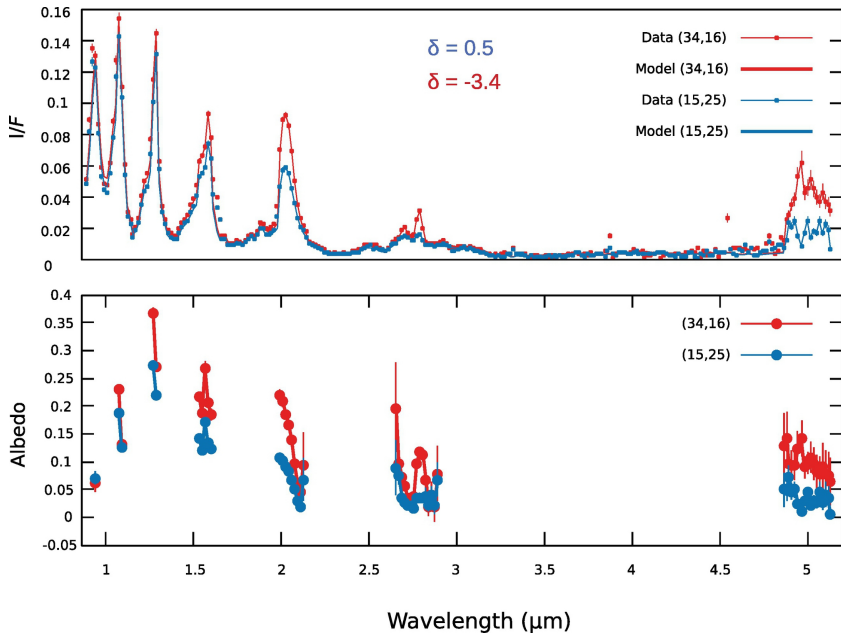 0.16
0.14
0.12
0.1
0.08
0.06
0.04
0.02
0
I/F
δ = 0.5
δ = -3.4
Data (34,16)
Model (34,16)
Data (15,25)
Model (15,25)
0.4
0.35
0.3
0.25
0.2
0.15
0.1
0.05
0
-0.05
Albedo
(34,16)
(15,25)
1 1.5 2 2.5 3 3.5 4 4.5 5
Wavelength (μm)